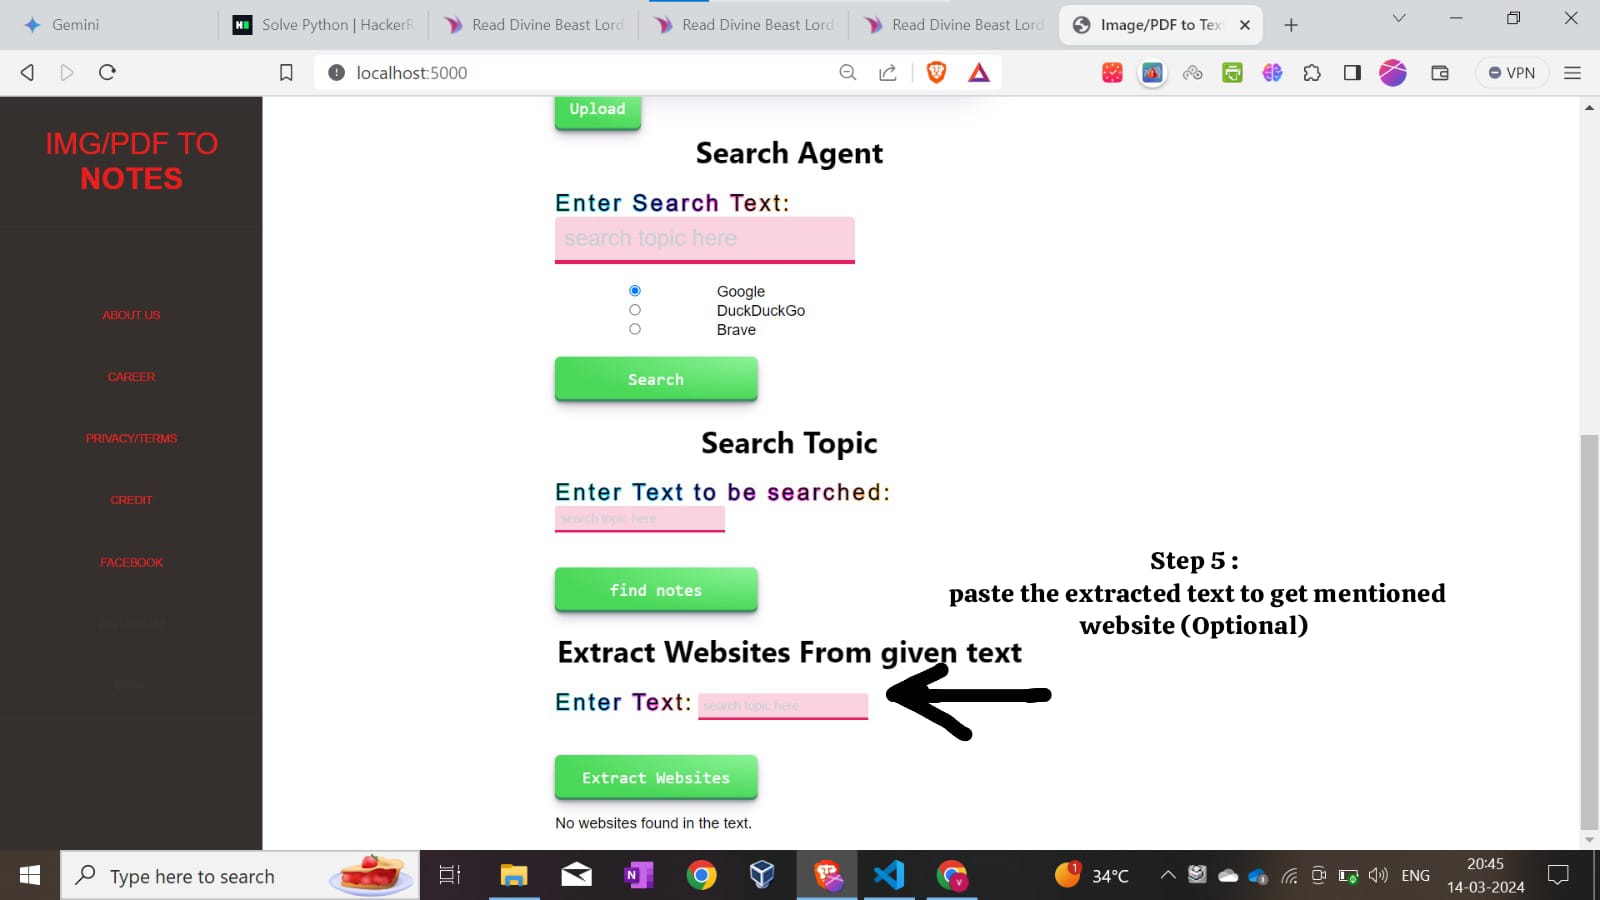 Gemini
Solve Python | HackerR
Read Divine Beast Lord
Read Divine Beast Lord
Read Divine Beast Lord
Image/PDF to Tex
localhost:5000
VPN
IMG/PDF TO
NOTES
ABOUT US
CAREER
PRIVACY/TERMS
CREDIT
FACEBOOK
Upload
Search Agent
Enter Search Text:
search topic here
Google
DuckDuckGo
Brave
Search
Search Topic
Enter Text to be searched:
search topic here
find notes
Step 5 :
paste the extracted text to get mentioned
website (Optional)
Extract Websites From given text
Enter Text: search topic here
Extract Websites
No websites found in the text.
Type here to search
1
34°C
ENG
20:45
14-03-2024